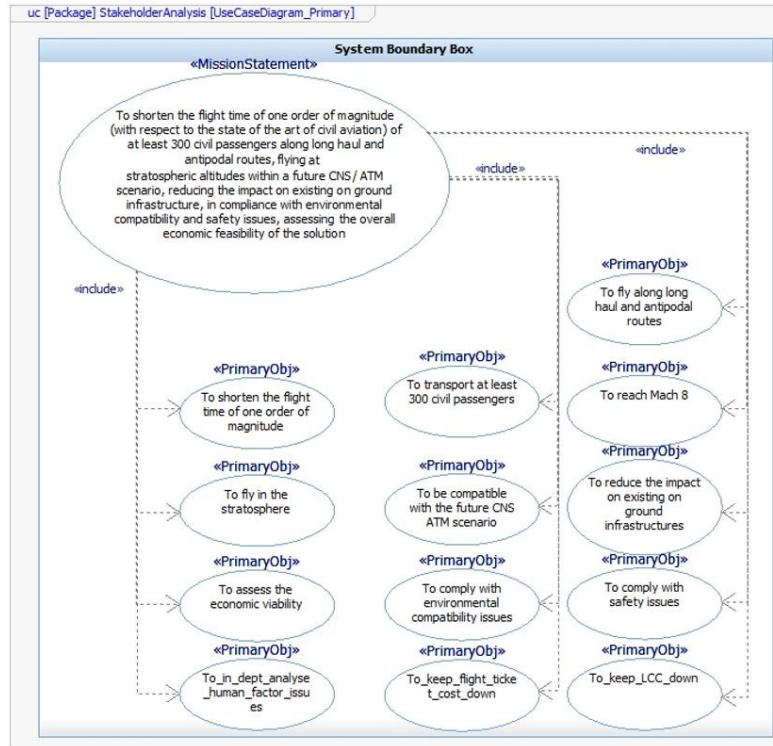 uc [Package] StakeholderAnalysis [UseCaseDiagram_Primary]
System Boundary Box
«MissionStatement»
To shorten the flight time of one order of magnitude
(with respect to the state of the art of civil aviation) of
at least 300 civil passengers along long haul and
antipodal routes, flying at
stratospheric altitudes within a future CNS/ ATM
scenario, reducing the impact on existing on ground
infrastructure, in compliance with environmental
compatibility and safety issues, assessing the overall
economic feasibility of the solution
«include»
«include»
«include»
«PrimaryObj»
To shorten the flight
time of one order of
magnitude
«PrimaryObj»
To fly in the
stratosphere
«PrimaryObj»
To assess the
economic viability
«PrimaryObj»
To_in_dept_analyse
_human_factor_issu
es
«PrimaryObj»
To transport at least
300 civil passengers
«PrimaryObj»
To be compatible
with the future CNS
ATM scenario
«PrimaryObj»
To comply with
environmental
compatibility issues
«PrimaryObj»
To_keep_flight_ticke
t_cost_down
«PrimaryObj»
To fly along long
haul and antipodal
routes
«PrimaryObj»
To reach Mach 8
«PrimaryObj»
To reduce the impact
on existing on
ground
infrastructures
«PrimaryObj»
To comply with
safety issues
«PrimaryObj»
To_keep_LCC_down